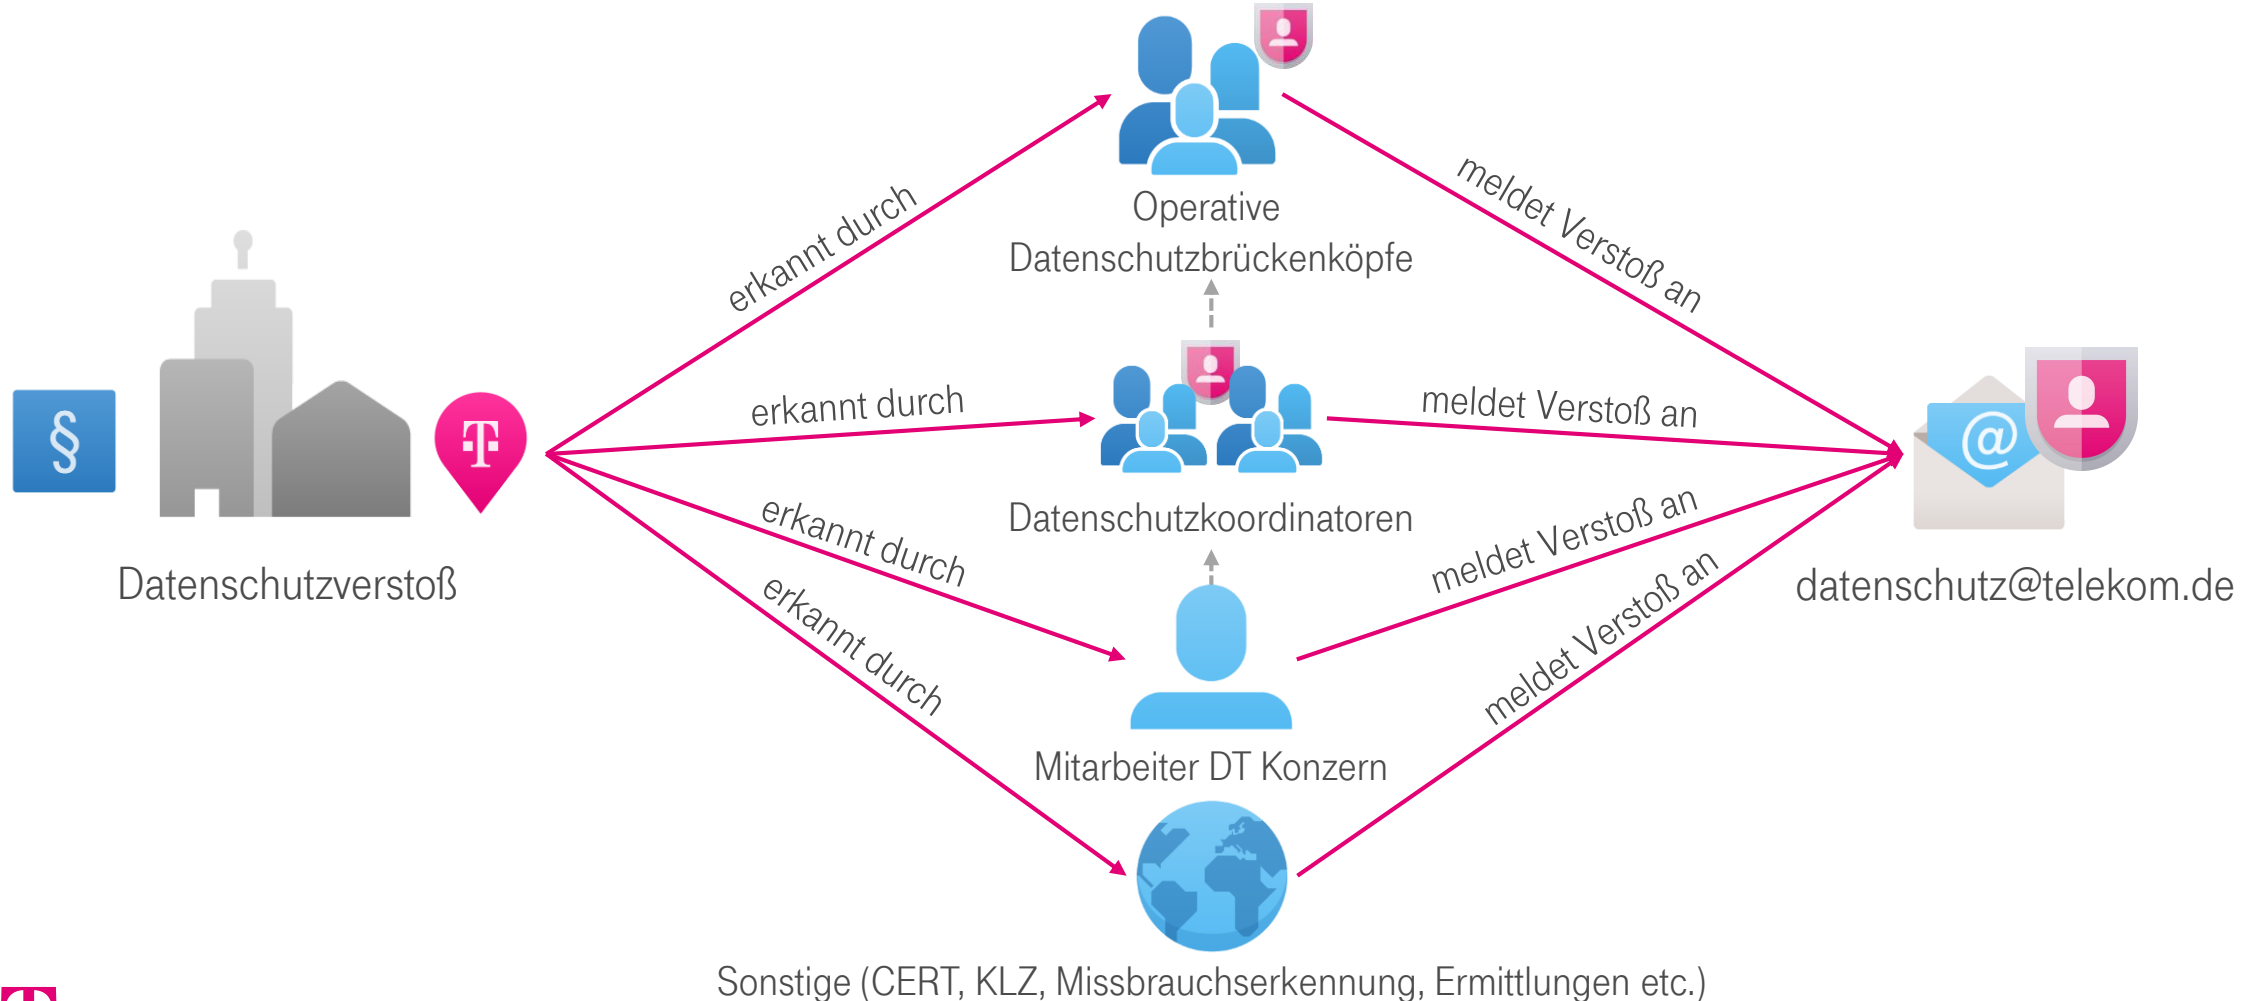 Operative
Datenschutzbrückenköpfe
erkannt durch
meldet Verstoß an
§
T
erkannt durch
meldet Verstoß an
@
Datenschutzkoordinatoren
erkannt durch
meldet Verstoß an
Datenschutzverstoß
datenschutz@telekom.de
erkannt durch
meldet Verstoß an
Mitarbeiter DT Konzern
Sonstige (CERT, KLZ, Missbrauchserkennung, Ermittlungen etc.)
T